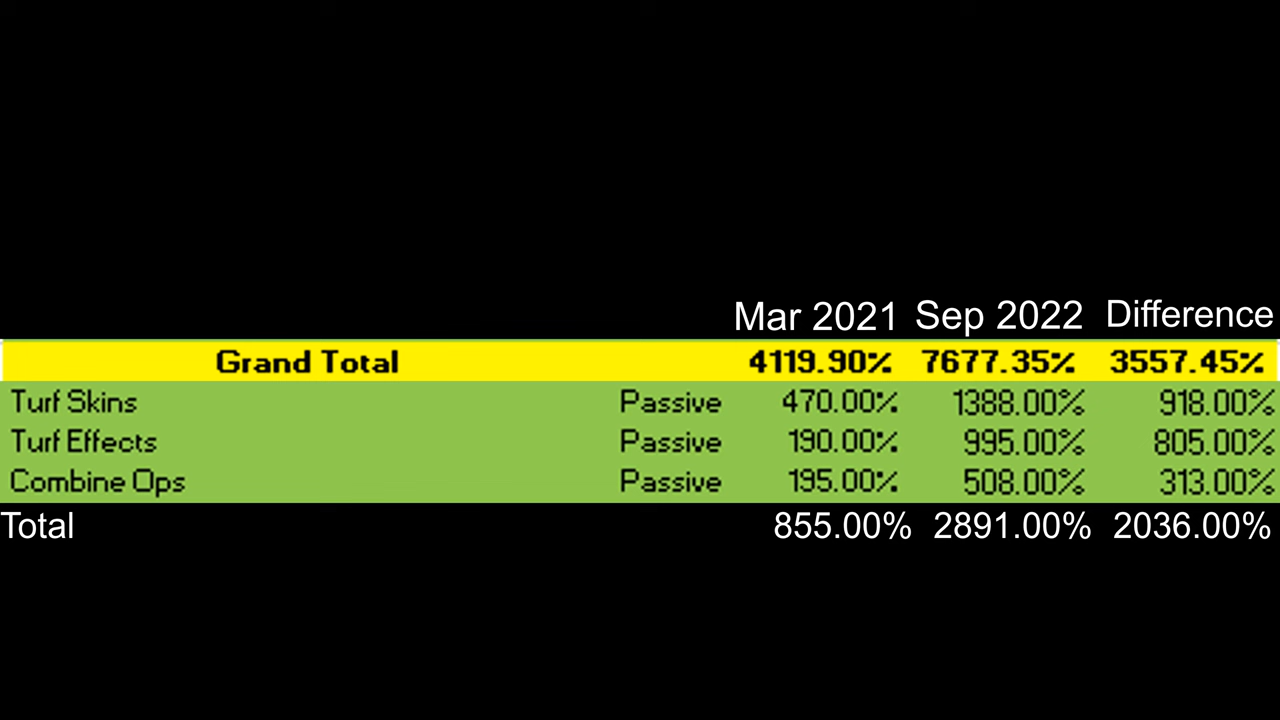 Mar 2021 Sep 2022 Difference
Grand Total 4119.90% 7677.35% 3557.45%
Turf Skins Passive 470.00% 1388.00% 918.00%
Turf Effects Passive 190.00% 995.00% 805.00%
Combine Ops Passive 195.00% 508.00% 313.00%
Total 855.00% 2891.00% 2036.00%